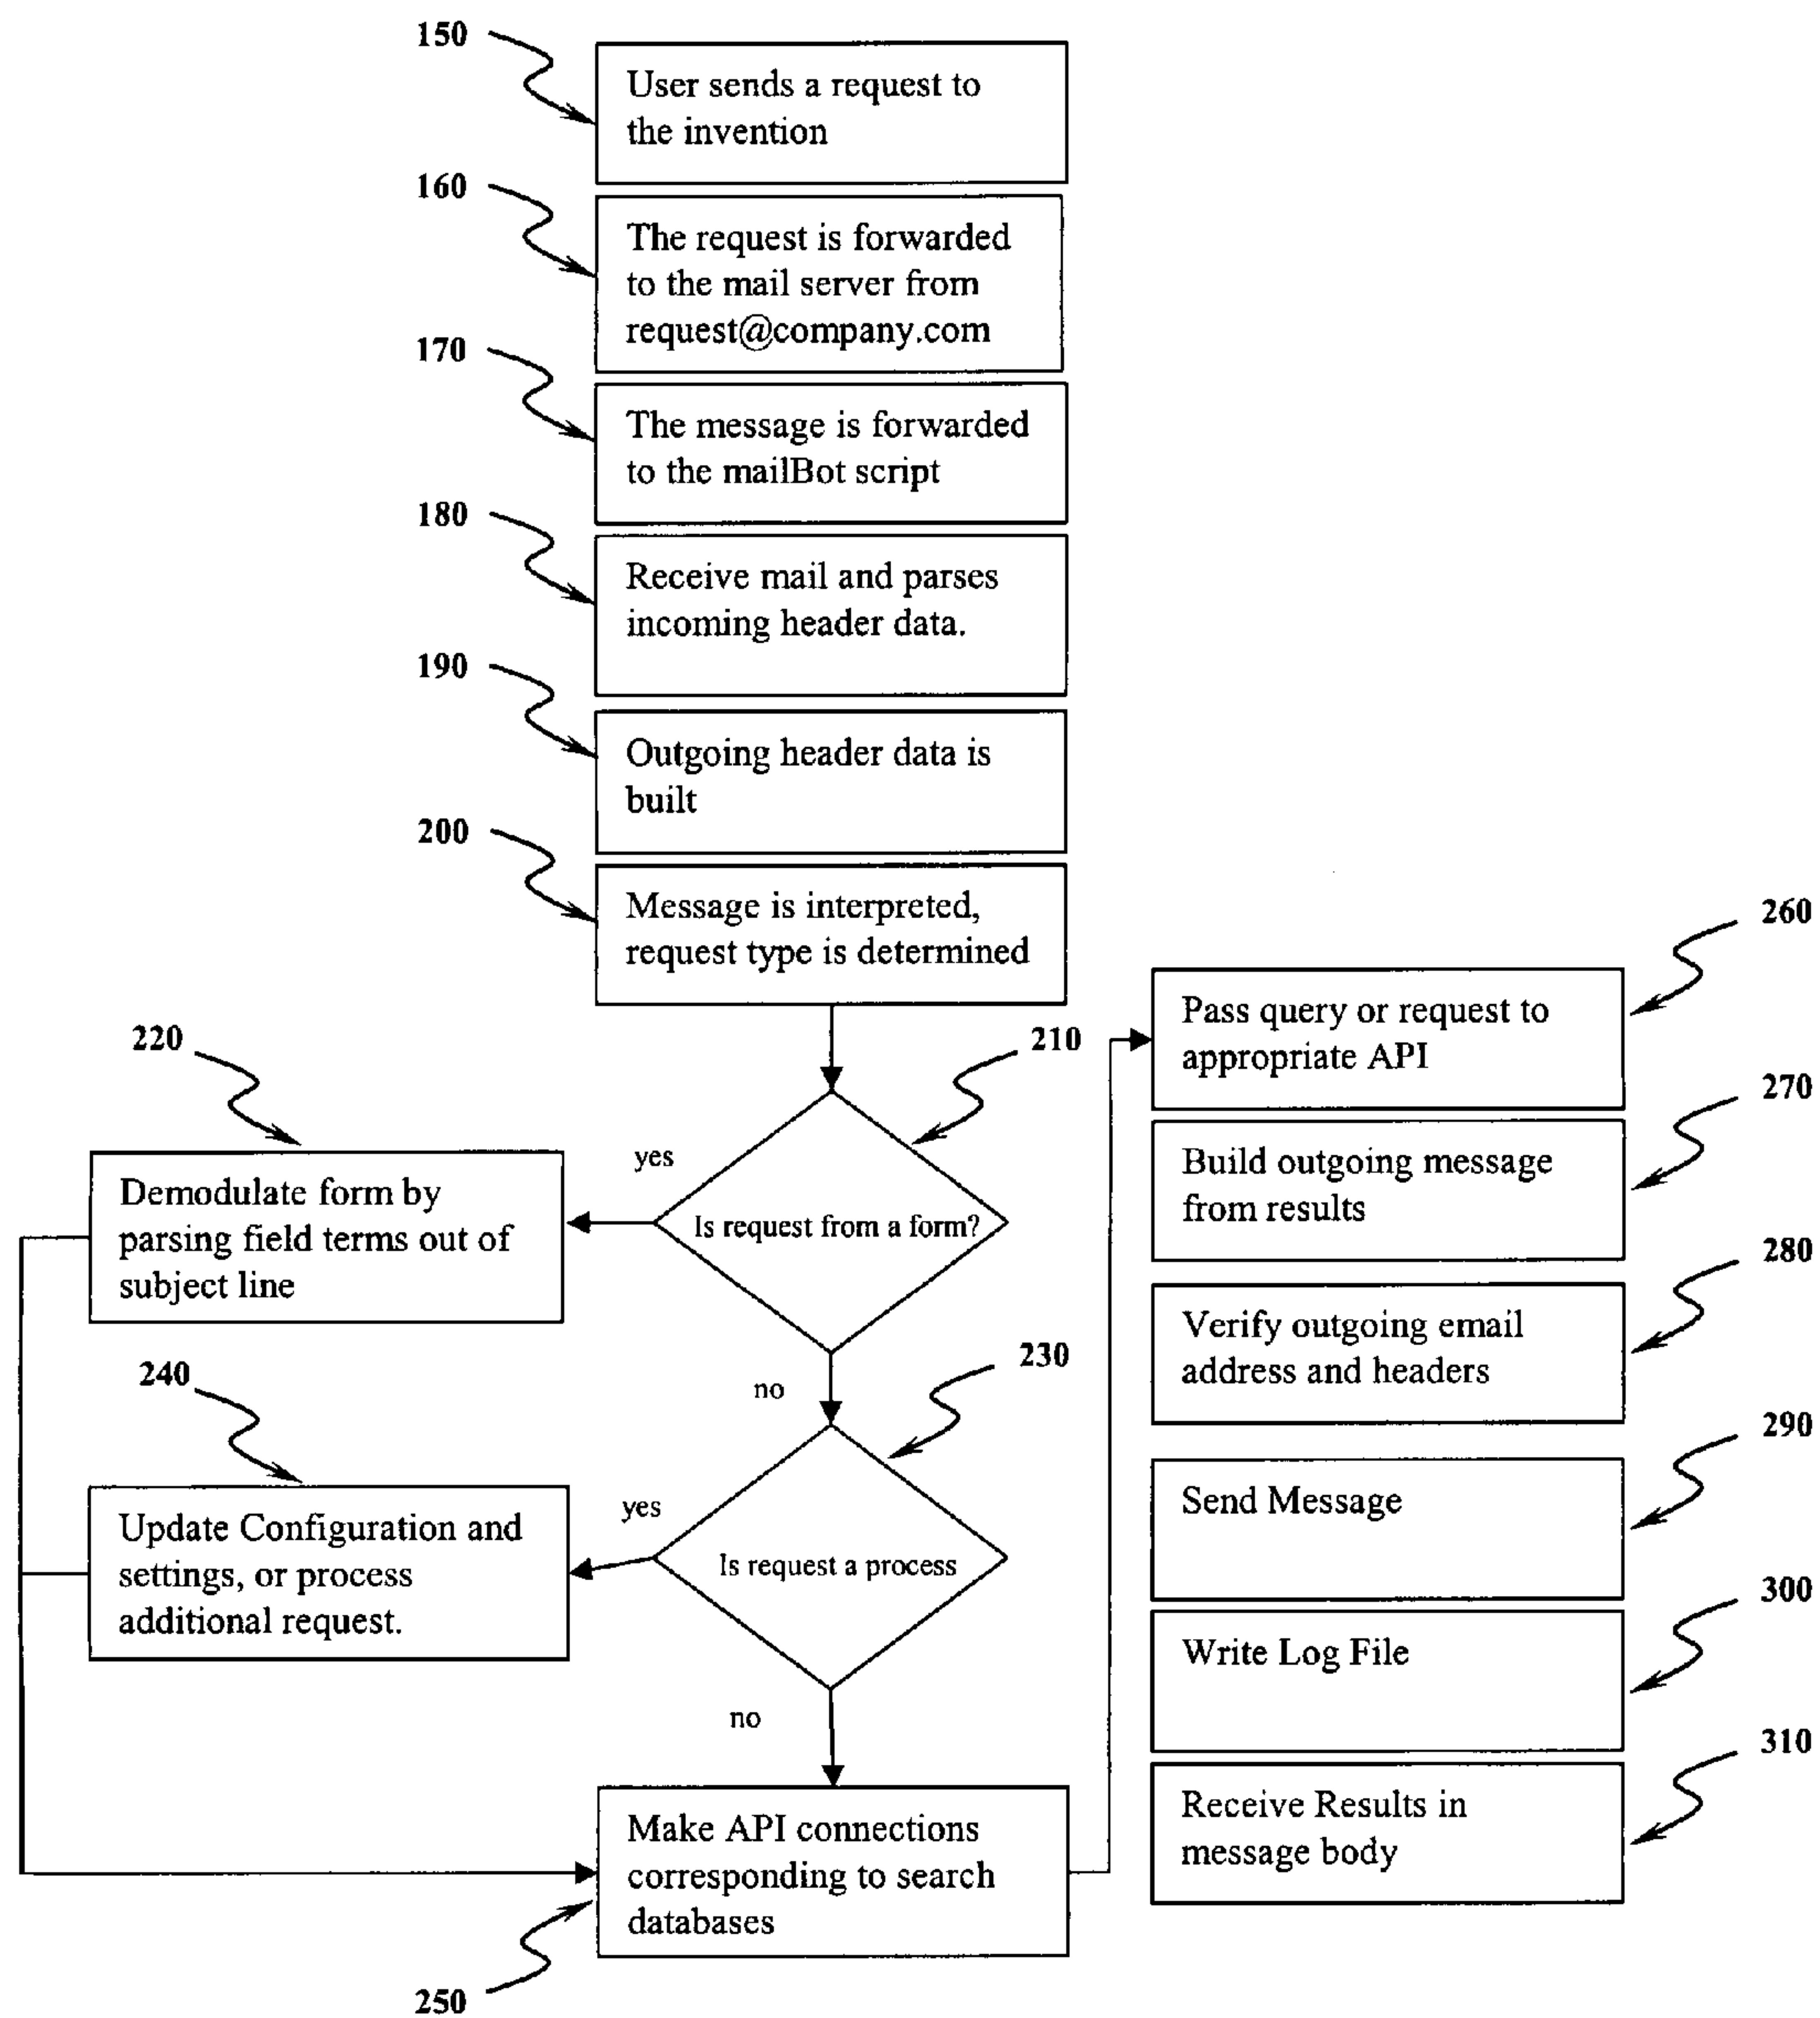 150
User sends a request to
the invention
160
The request is forwarded
to the mail server from
request@company.com
170
The message is forwarded
to the mailBot script
180
Receive mail and parses
incoming header data.
190
Outgoing header data is
built
200
Message is interpreted,
request type is determined
210
Is request from a form?
yes
220
Demodulate form by
parsing field terms out of
subject line
no
230
Is request a process
yes
240
Update Configuration and
settings, or process
additional request.
no
Make API connections
corresponding to search
databases
250
260
Pass query or request to
appropriate API
270
Build outgoing message
from results
280
Verify outgoing email
address and headers
290
Send Message
300
Write Log File
310
Receive Results in
message body